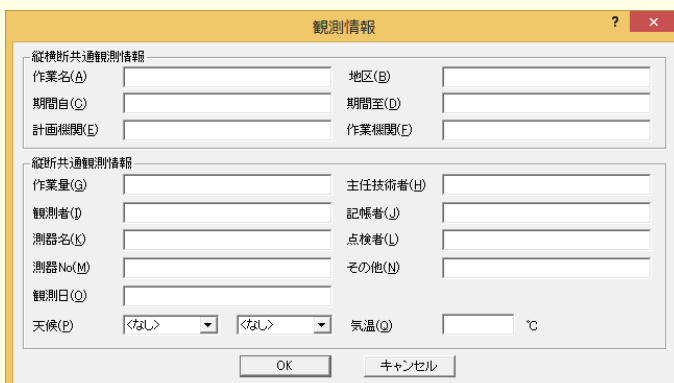 観測情報
? ×
縦横断共通観測情報
作業名(A) 地区(B)
期間自(C) 期間至(D)
計画機関(E) 作業機関(F)
縦断共通観測情報
作業量(G) 主任技術者(H)
観測者(I) 記帳者(J)
測器名(K) 点検者(L)
測器No(M) その他(N)
観測日(O)
天候(P) <なし> <なし> 気温(Q) ℃
OK キャンセル